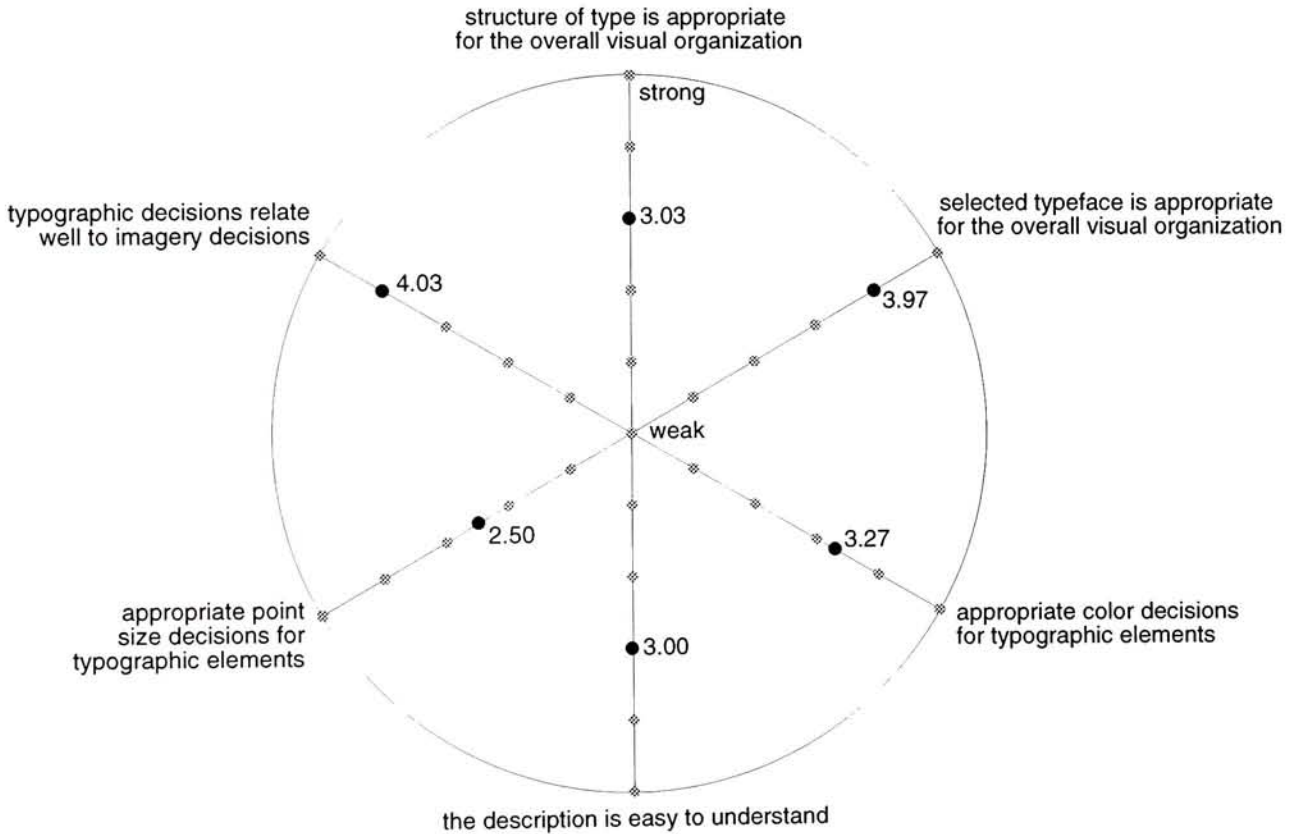 structure of type is appropriate
for the overall visual organization
strong
typographic decisions relate
well to imagery decisions
selected typeface is appropriate
for the overall visual organization
3.03
4.03
3.97
weak
2.50
3.27
appropriate point
size decisions for
typographic elements
appropriate color decisions
for typographic elements
3.00
the description is easy to understand